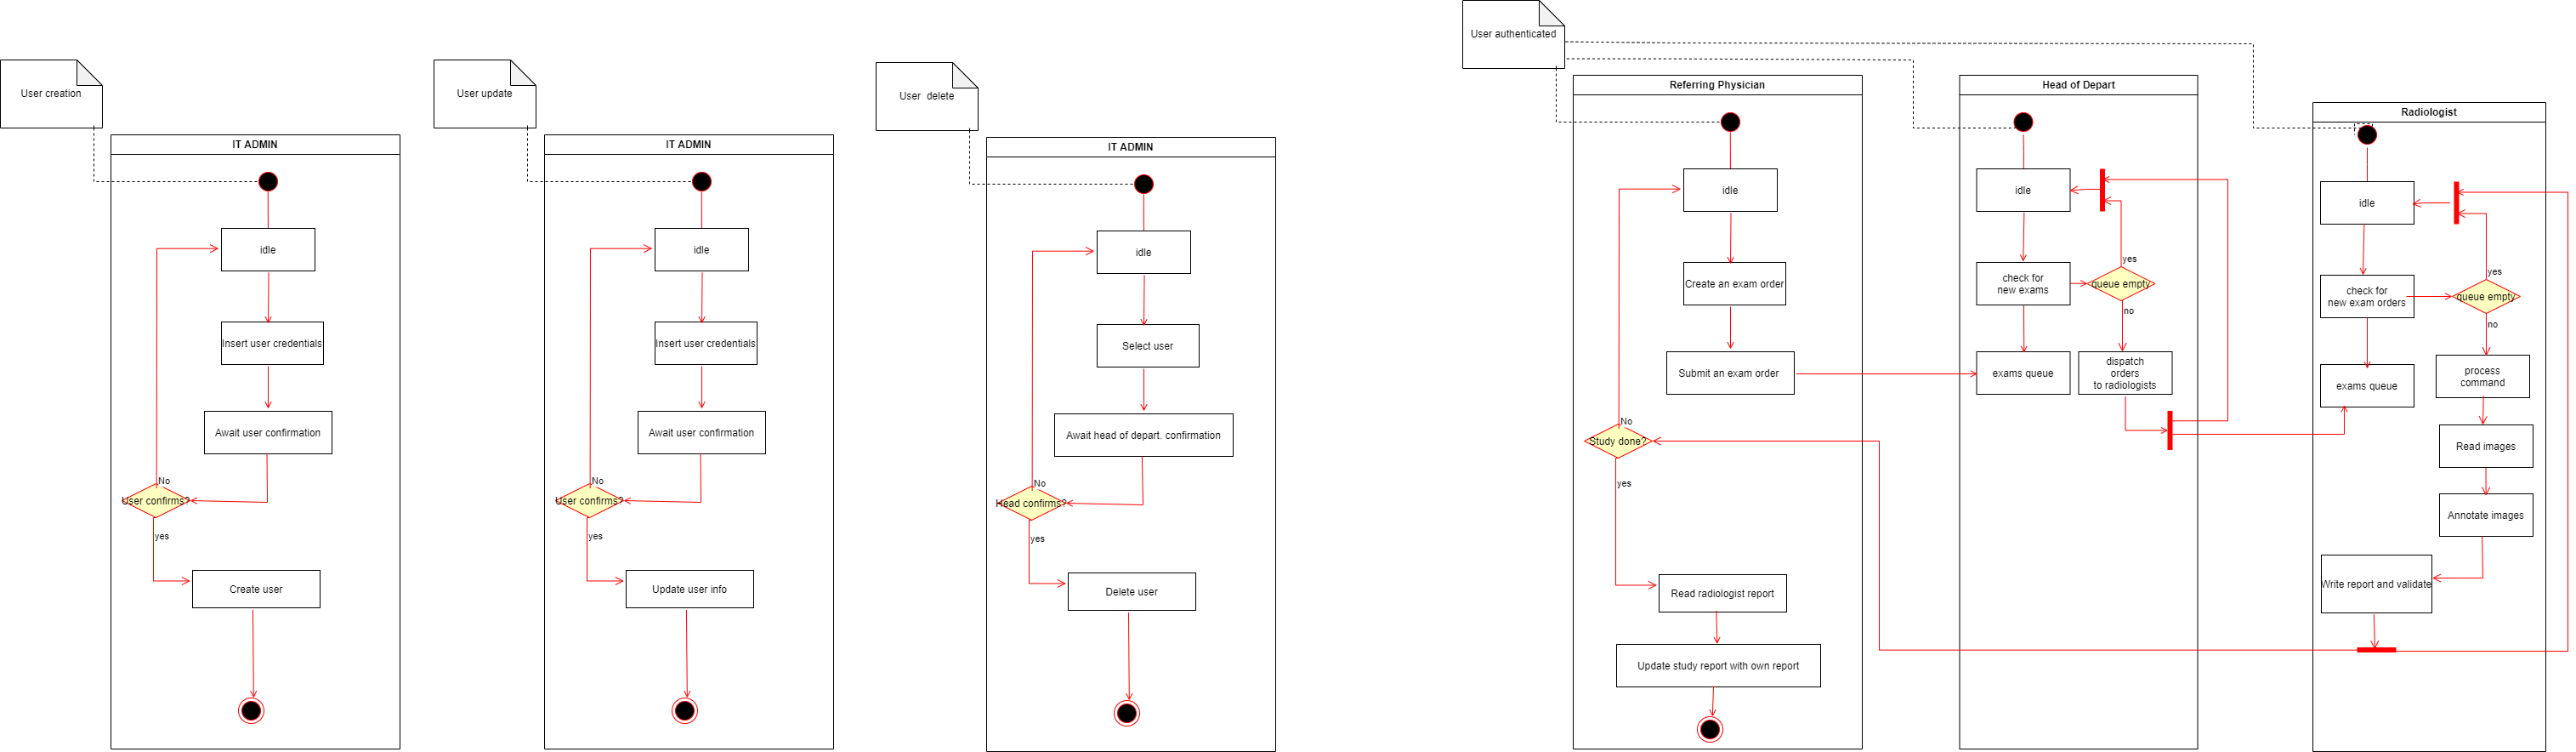 User creation
IT ADMIN
idle
Insert user credentials
Await user confirmation
No
User confirms?
yes
Create user
User update
IT ADMIN
idle
Insert user credentials
Await user confirmation
No
User confirms?
yes
Update user info
User delete
IT ADMIN
idle
Select user
Await head of depart. confirmation
No
Head confirms?
yes
Delete user
User authenticated
Referring Physician
idle
Create an exam order
Submit an exam order
No
Study done?
yes
Read radiologist report
Update study report with own report
Head of Depart
idle
check for
new exams
yes
queue empty
no
exams queue
dispatch
orders
to radiologists
Radiologist
idle
check for
new exam orders
yes
queue empty
no
exams queue
process
command
Read images
Annotate images
Write report and validate